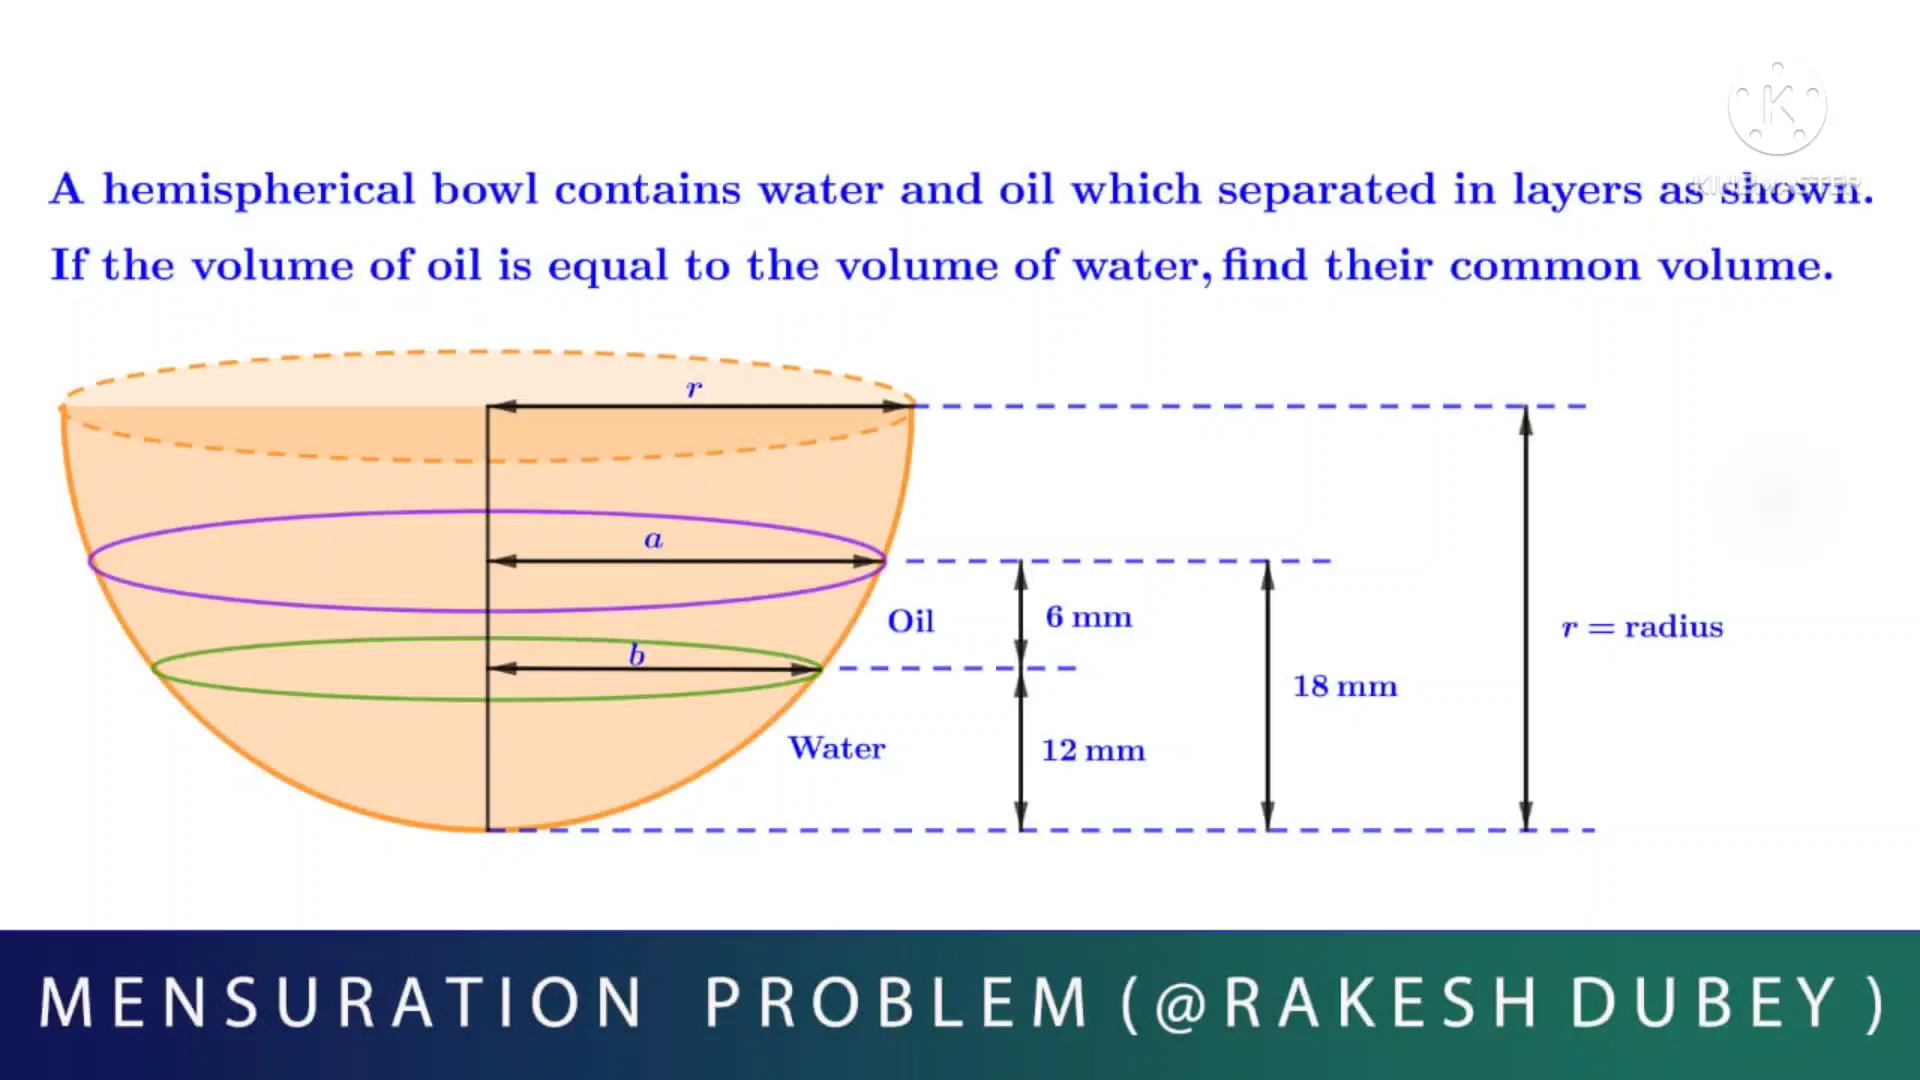 A hemispherical bowl contains water and oil which separated in layers as shown.
If the volume of oil is equal to the volume of water, find their common volume.
r
a
Oil
6 mm
r = radius
b
18 mm
Water
12 mm
MENSURATION PROBLEM (@RAKESH DUBEY )
K
KINEMASTER